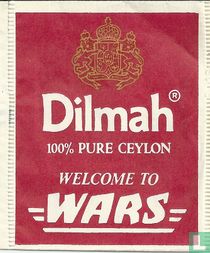 Dilmah®
100% PURE CEYLON
WELCOME TO
WARS